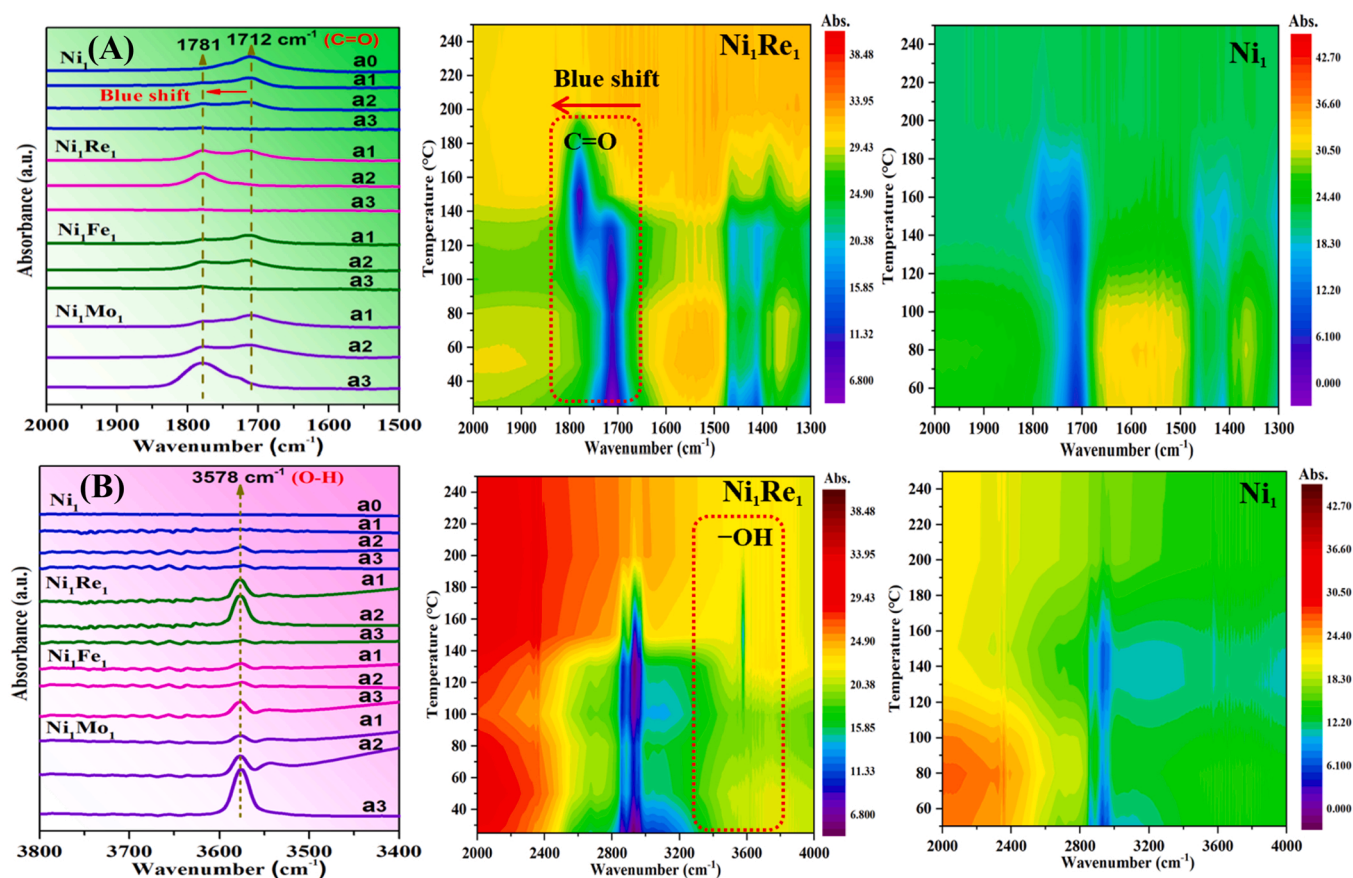 (A)
1781
1712 cm⁻¹ (C=O)
Ni₁
a0
a1
Blue shift
a2
a3
Ni₁Re₁
a1
a2
a3
Ni₁Fe₁
a1
a2
a3
Ni₁Mo₁
a1
a2
a3
Absorbance (a.u.)
2000 1900 1800 1700 1600 1500
Wavenumber (cm⁻¹)
Ni₁Re₁
Blue shift
C=O
Temperature (°C)
240
220
200
180
160
140
120
100
80
60
40
2000 1900 1800 1700 1600 1500 1400 1300
Wavenumber (cm⁻¹)
Abs.
38.48
33.95
29.43
24.90
20.38
15.85
11.32
6.800
Ni₁
Temperature (°C)
240
220
200
180
160
140
120
100
80
60
2000 1900 1800 1700 1600 1500 1400 1300
Wavenumber (cm⁻¹)
Abs.
42.70
36.60
30.50
24.40
18.30
12.20
6.100
0.000
(B)
3578 cm⁻¹ (O-H)
Ni₁
a0
a1
a2
a3
Ni₁Re₁
a1
a2
a3
Ni₁Fe₁
a1
a2
a3
Ni₁Mo₁
a1
a2
a3
Absorbance (a.u.)
3800 3700 3600 3500 3400
Wavenumber (cm⁻¹)
Ni₁Re₁
−OH
Temperature (°C)
240
220
200
180
160
140
120
100
80
60
40
2000 2400 2800 3200 3600 4000
Wavenumber (cm⁻¹)
Abs.
38.48
33.95
29.43
24.90
20.38
15.85
11.33
6.800
Ni₁
Temperature (°C)
240
220
200
180
160
140
120
100
80
60
2000 2400 2800 3200 3600 4000
Wavenumber (cm⁻¹)
Abs.
42.70
36.60
30.50
24.40
18.30
12.20
6.100
0.000